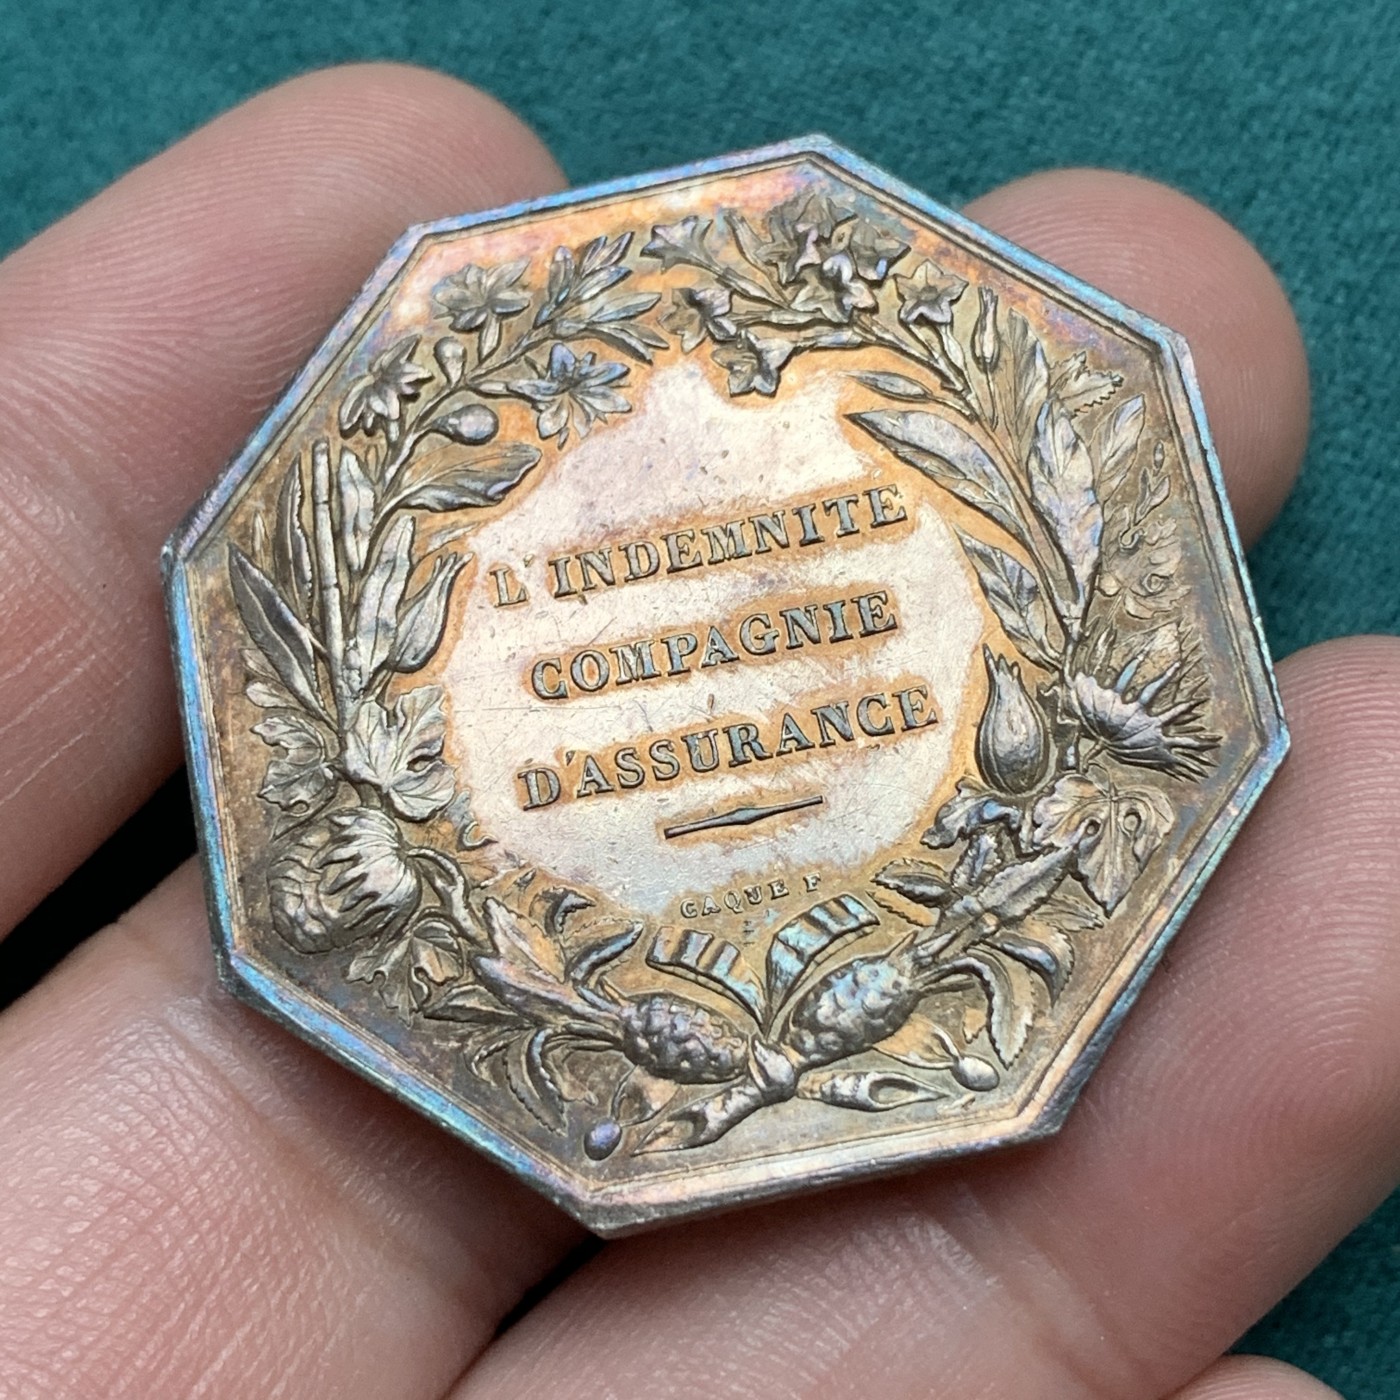 L'INDEMNITE
COMPAGNIE
D'ASSURANCE
CAQUE F